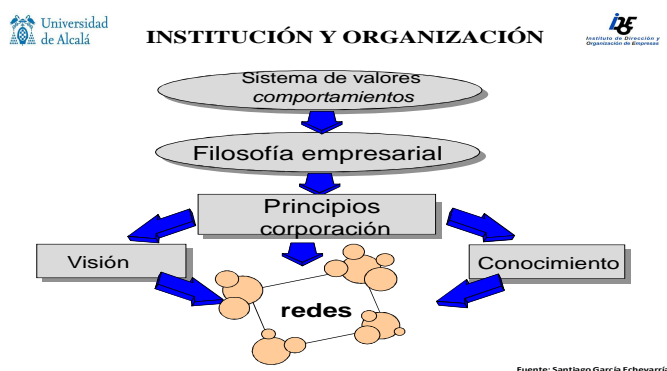 Universidad
de Alcalá
INSTITUCIÓN Y ORGANIZACIÓN
Instituto de Dirección y
Organización de Empresas
Sistema de valores
comportamientos
Filosofía empresarial
Principios
corporación
Visión
Conocimiento
redes
Fuente: Santiago García Echevarría